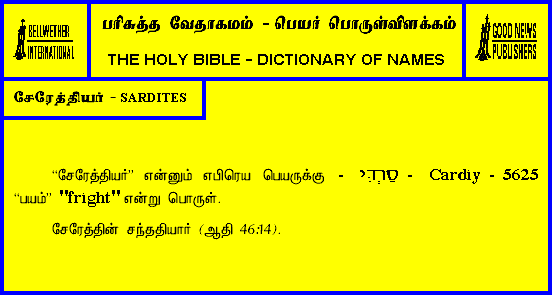 BELLWETHER
INTERNATIONAL
பரிசுத்த வேதாகமம் - பெயர் பொருள்விளக்கம்
THE HOLY BIBLE - DICTIONARY OF NAMES
GOOD NEWS
PUBLISHERS
சேரேத்தியர் - SARDITES
“சேரேத்தியர்” என்னும் எபிரெய பெயருக்கு - סַרְדִּי - Cardiy - 5625
“பயம்” "fright" என்று பொருள்.
சேரேத்தின் சந்ததியார் (ஆதி 46:14).